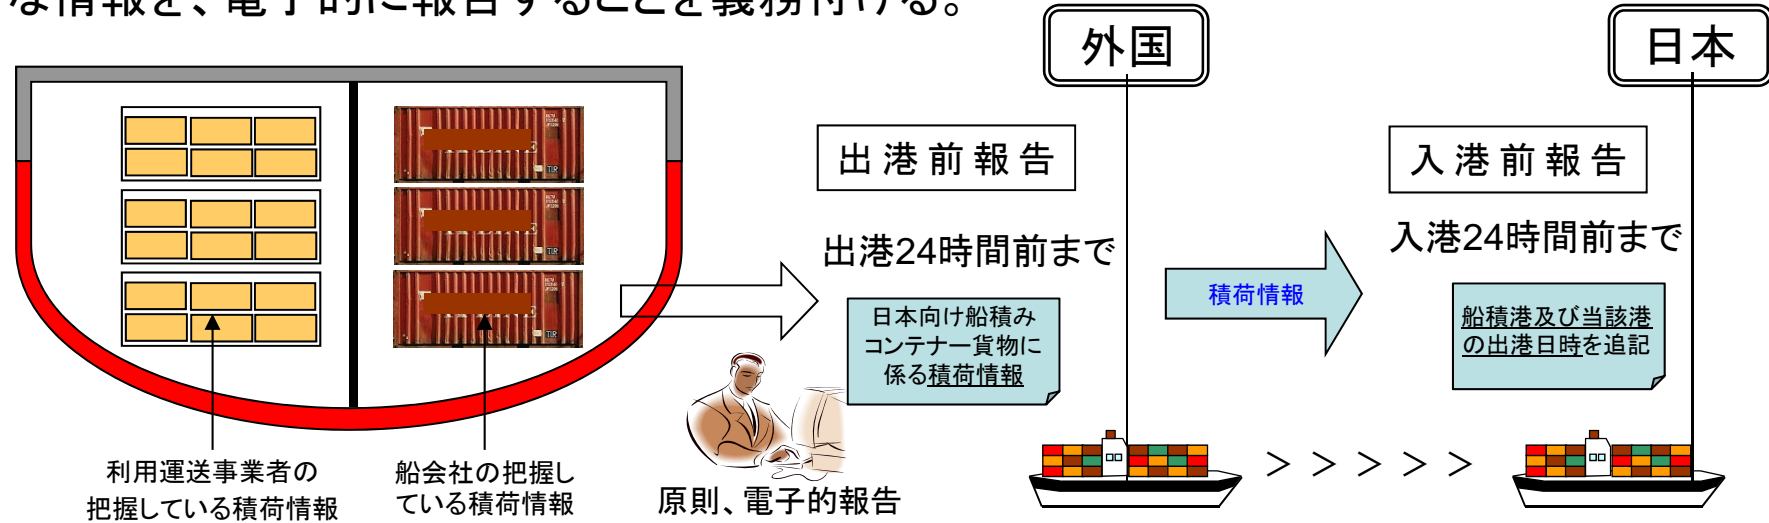 な情報を、電子的に報告することを義務付ける。
外国
日本
出港前報告
入港前報告
出港24時間前まで
入港24時間前まで
積荷情報
日本向け船積み
コンテナー貨物に
係る積荷情報
船積港及び当該港
の出港日時を追記
利用運送事業者の
把握している積荷情報
船会社の把握し
ている積荷情報
原則、電子的報告
＞ ＞ ＞ ＞ ＞